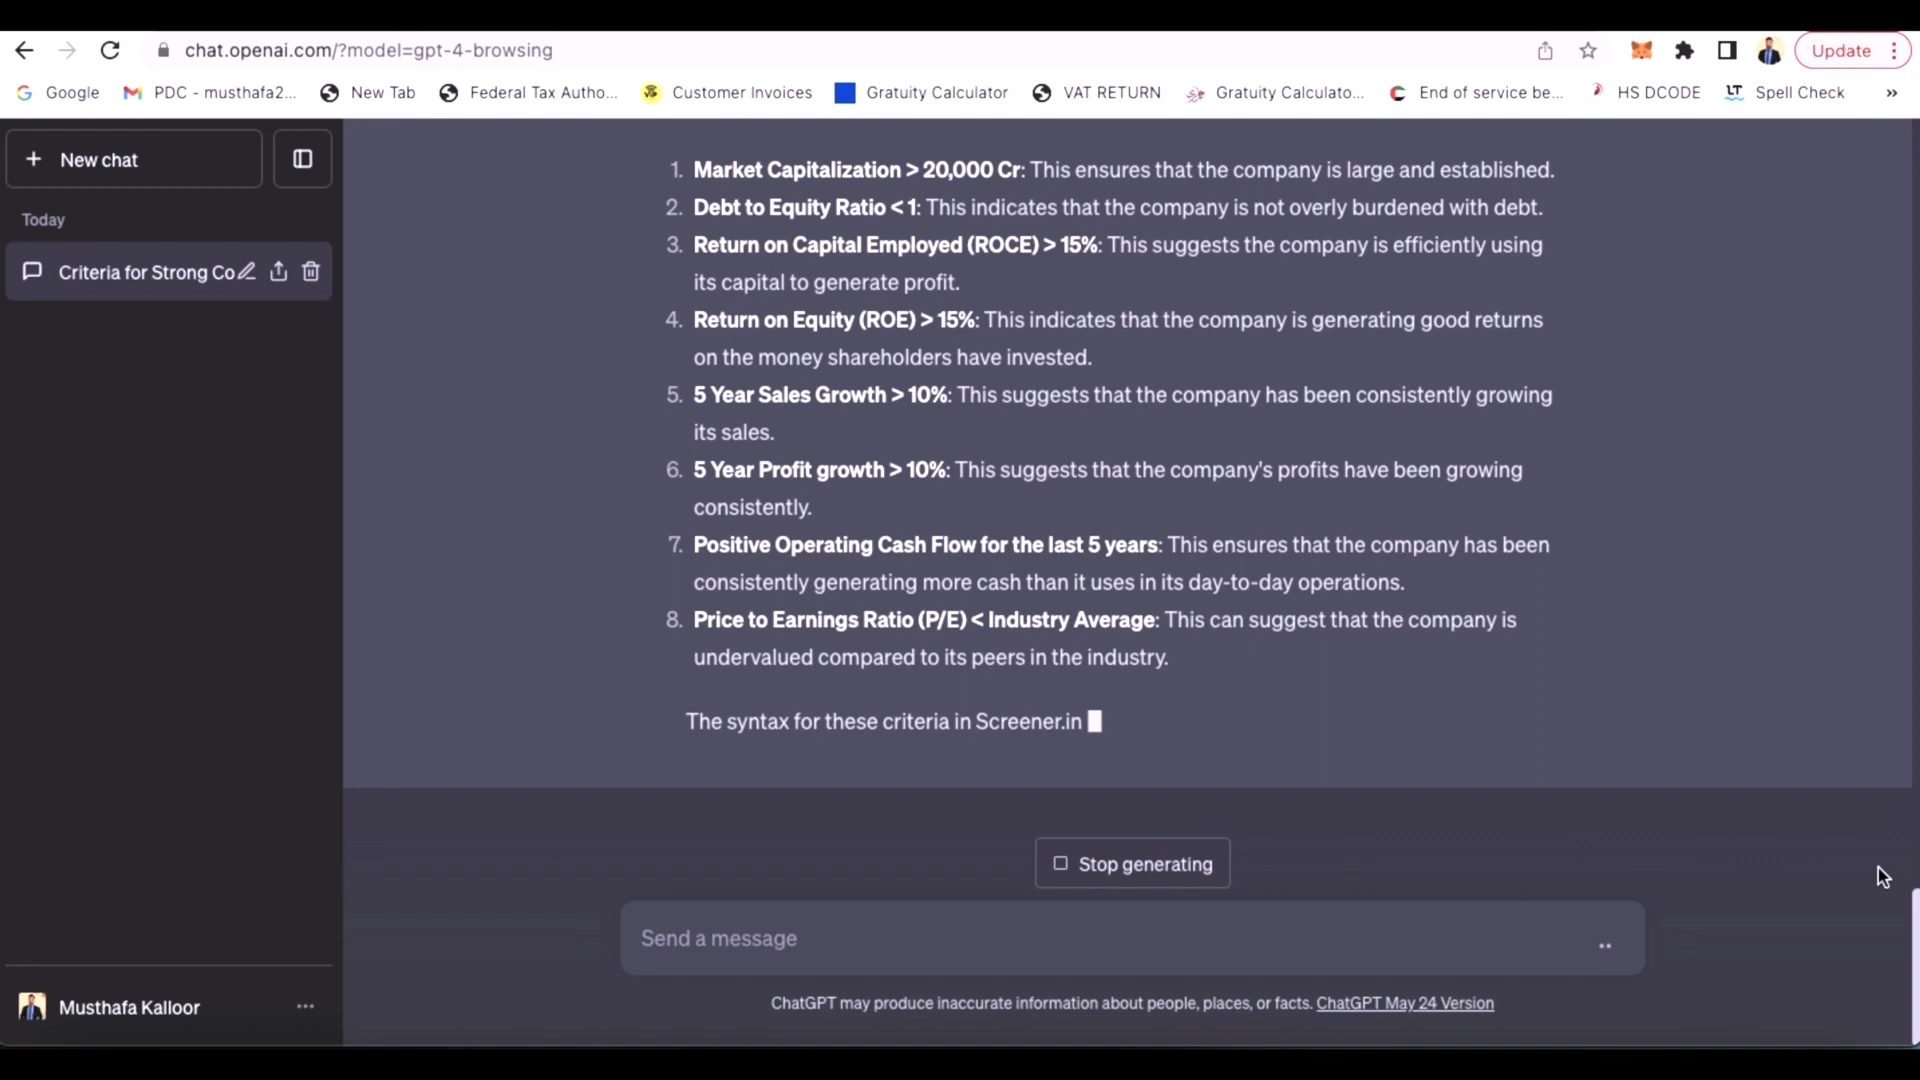 chat.openai.com/?model=gpt-4-browsing
Update
Google PDC - musthafa2... New Tab Federal Tax Autho... Customer Invoices Gratuity Calculator VAT RETURN Gratuity Calculato... End of service be... HS DCODE LT Spell Check »
+ New chat
Today
Criteria for Strong Co
1. Market Capitalization > 20,000 Cr: This ensures that the company is large and established.
2. Debt to Equity Ratio < 1: This indicates that the company is not overly burdened with debt.
3. Return on Capital Employed (ROCE) > 15%: This suggests the company is efficiently using
its capital to generate profit.
4. Return on Equity (ROE) > 15%: This indicates that the company is generating good returns
on the money shareholders have invested.
5. 5 Year Sales Growth > 10%: This suggests that the company has been consistently growing
its sales.
6. 5 Year Profit growth > 10%: This suggests that the company's profits have been growing
consistently.
7. Positive Operating Cash Flow for the last 5 years: This ensures that the company has been
consistently generating more cash than it uses in its day-to-day operations.
8. Price to Earnings Ratio (P/E) < Industry Average: This can suggest that the company is
undervalued compared to its peers in the industry.
The syntax for these criteria in Screener.in
Stop generating
Send a message
Musthafa Kalloor ...
ChatGPT may produce inaccurate information about people, places, or facts. ChatGPT May 24 Version